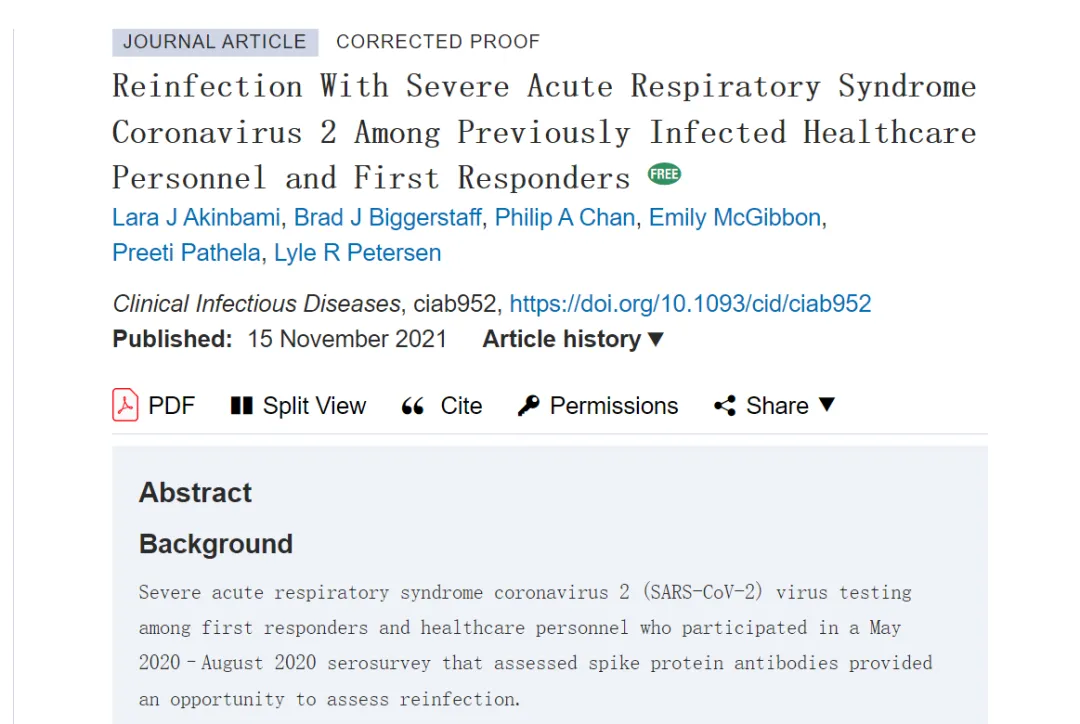 JOURNAL ARTICLE CORRECTED PROOF
Reinfection With Severe Acute Respiratory Syndrome
Coronavirus 2 Among Previously Infected Healthcare
Personnel and First Responders FREE
Lara J Akinbami, Brad J Biggerstaff, Philip A Chan, Emily McGibbon,
Preeti Pathela, Lyle R Petersen
Clinical Infectious Diseases, ciab952, https://doi.org/10.1093/cid/ciab952
Published: 15 November 2021 Article history ▼
PDF Split View Cite Permissions Share ▼
Abstract
Background
Severe acute respiratory syndrome coronavirus 2 (SARS-CoV-2) virus testing
among first responders and healthcare personnel who participated in a May
2020–August 2020 serosurvey that assessed spike protein antibodies provided
an opportunity to assess reinfection.